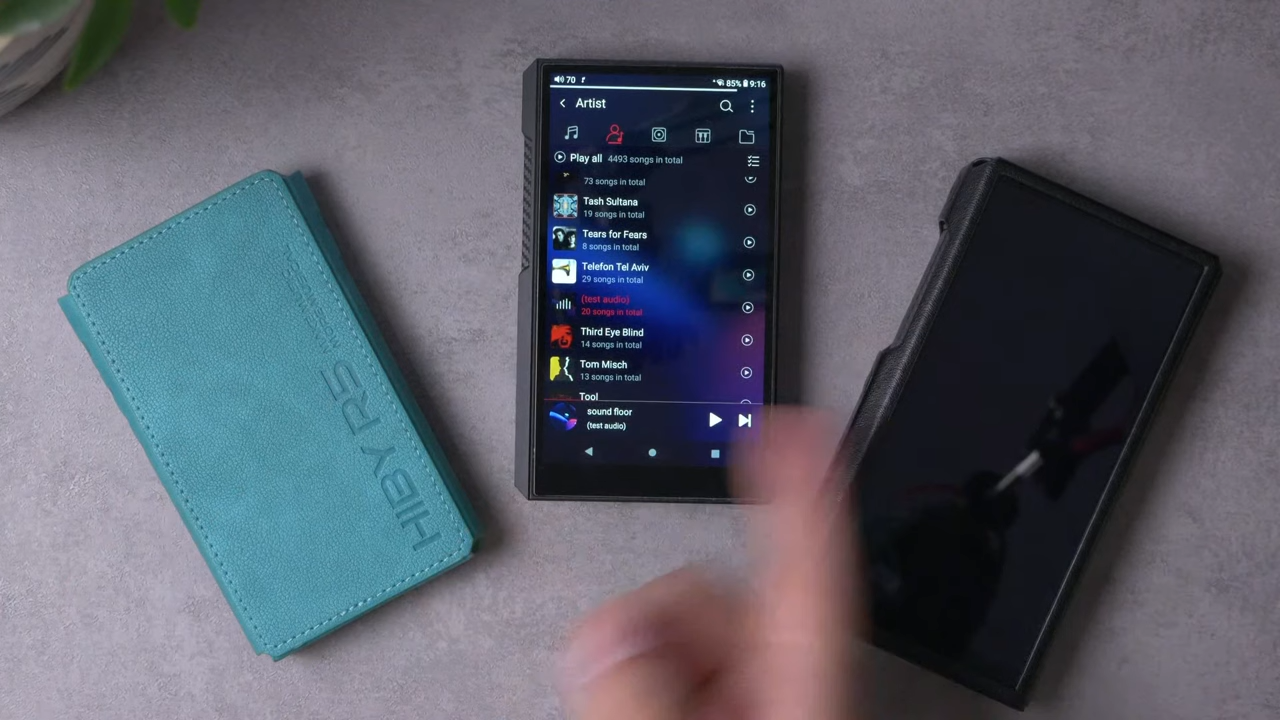 70
85% 9:16
Artist
Play all 4493 songs in total
73 songs in total
Tash Sultana
19 songs in total
Tears for Fears
8 songs in total
Telefon Tel Aviv
29 songs in total
(test audio)
20 songs in total
Third Eye Blind
14 songs in total
Tom Misch
13 songs in total
Tool
sound floor
(test audio)
HIBY R5